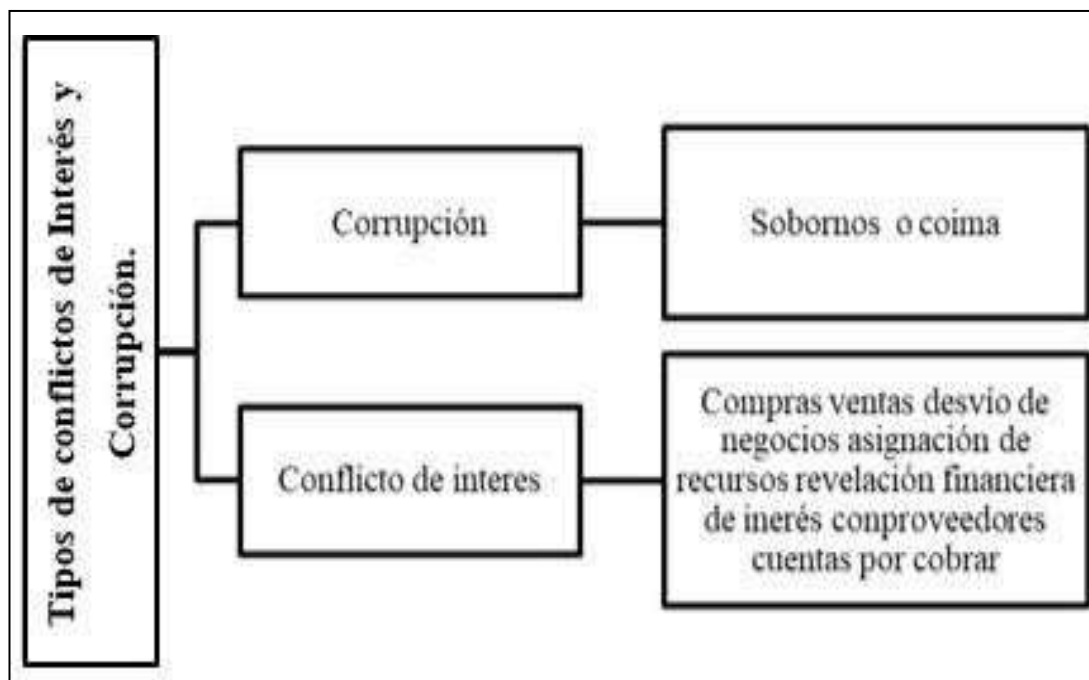 Tipos de conflictos de Interés y
Corrupción.
Corrupción
Sobornos o coima
Conflicto de interes
Compras ventas desvio de
negocios asignación de
recursos revelación financiera
de inerés conproveedores
cuentas por cobrar